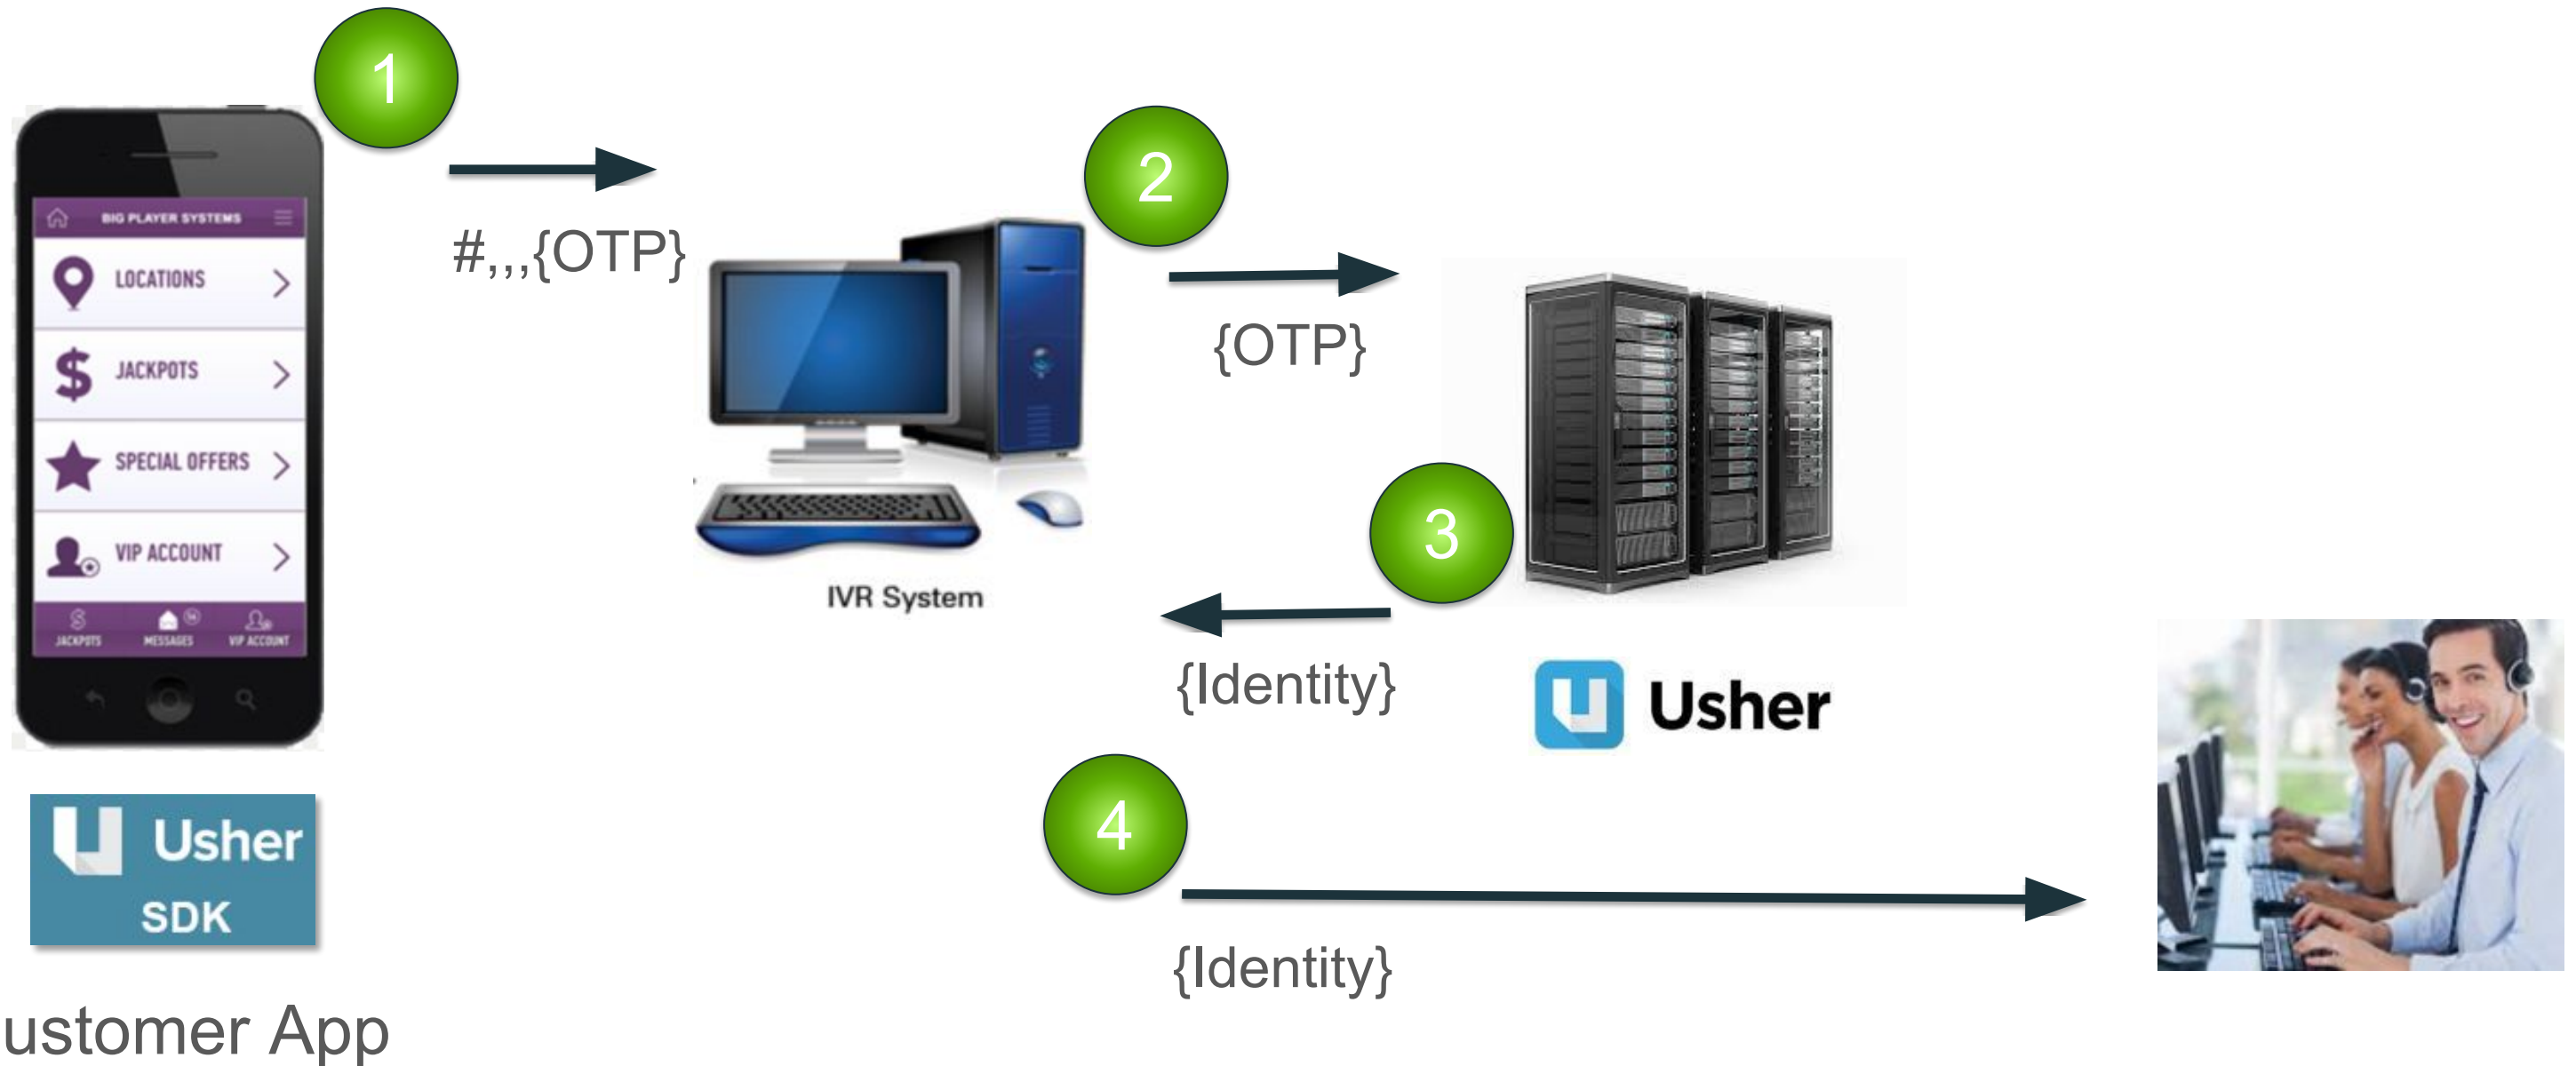 1
#,,,{OTP}
2
{OTP}
BIG PLAYER SYSTEMS
LOCATIONS
JACKPOTS
SPECIAL OFFERS
VIP ACCOUNT
JACKPOTS
MESSAGES
VIP ACCOUNT
IVR System
3
{Identity}
Usher
4
{Identity}
Usher
SDK
ustomer App